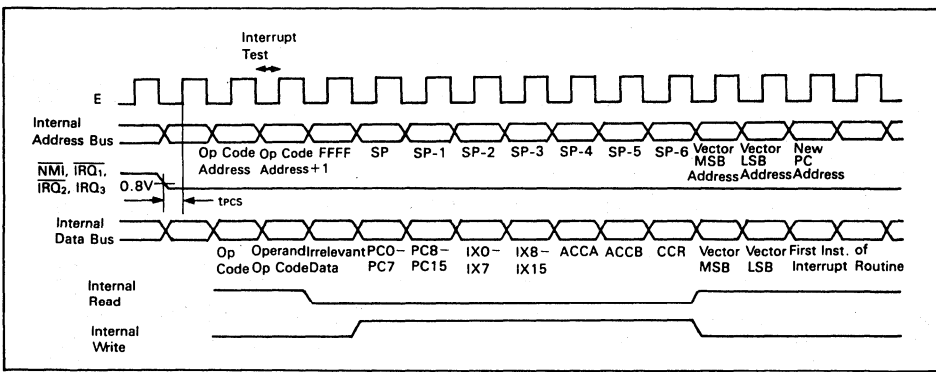 Interrupt
Test
E
Internal
Address Bus
Op Code Op Code FFFF SP SP-1 SP-2 SP-3 SP-4 SP-5 SP-6 Vector Vector New
Address Address+1 MSB LSB PC
Address Address Address
NMI, IRQ1,
IRQ2, IRQ3
0.8V
tPCS
Internal
Data Bus
Op Operand Irrelevant PC0– PC8– IX0– IX8– ACCA ACCB CCR Vector Vector First Inst. of
Code Op Code Data PC7 PC15 IX7 IX15 MSB LSB Interrupt Routine
Internal
Read
Internal
Write